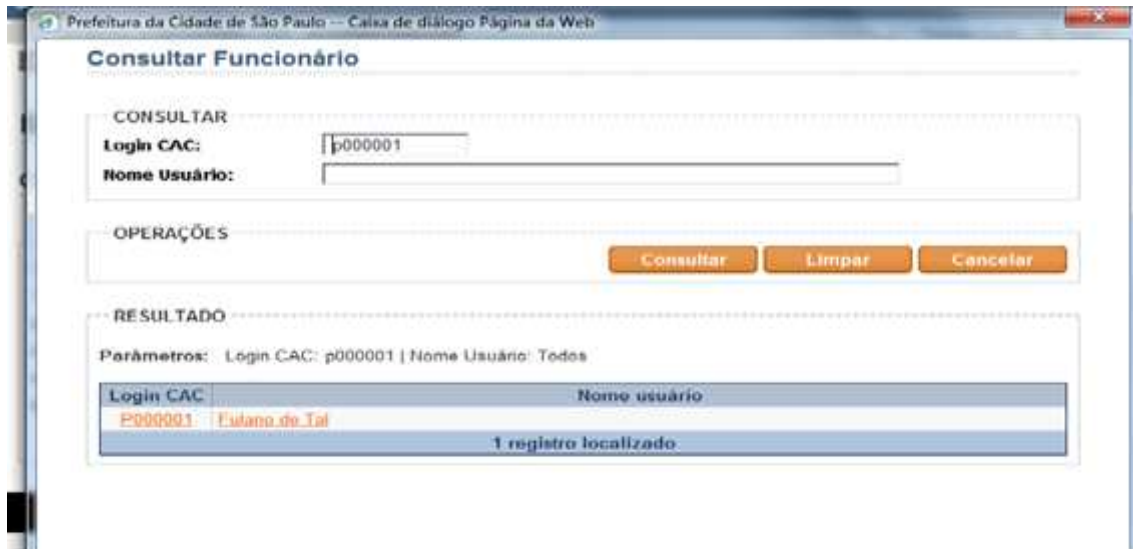 Prefeitura da Cidade de São Paulo -- Caixa de diálogo Página da Web
Consultar Funcionário
CONSULTAR
Login CAC: p000001
Nome Usuário:
OPERAÇÕES
Consultar Limpar Cancelar
RESULTADO
Parâmetros: Login CAC: p000001 | Nome Usuário: Todos
Login CAC Nome usuário
P000001 Fulano de Tal
1 registro localizado